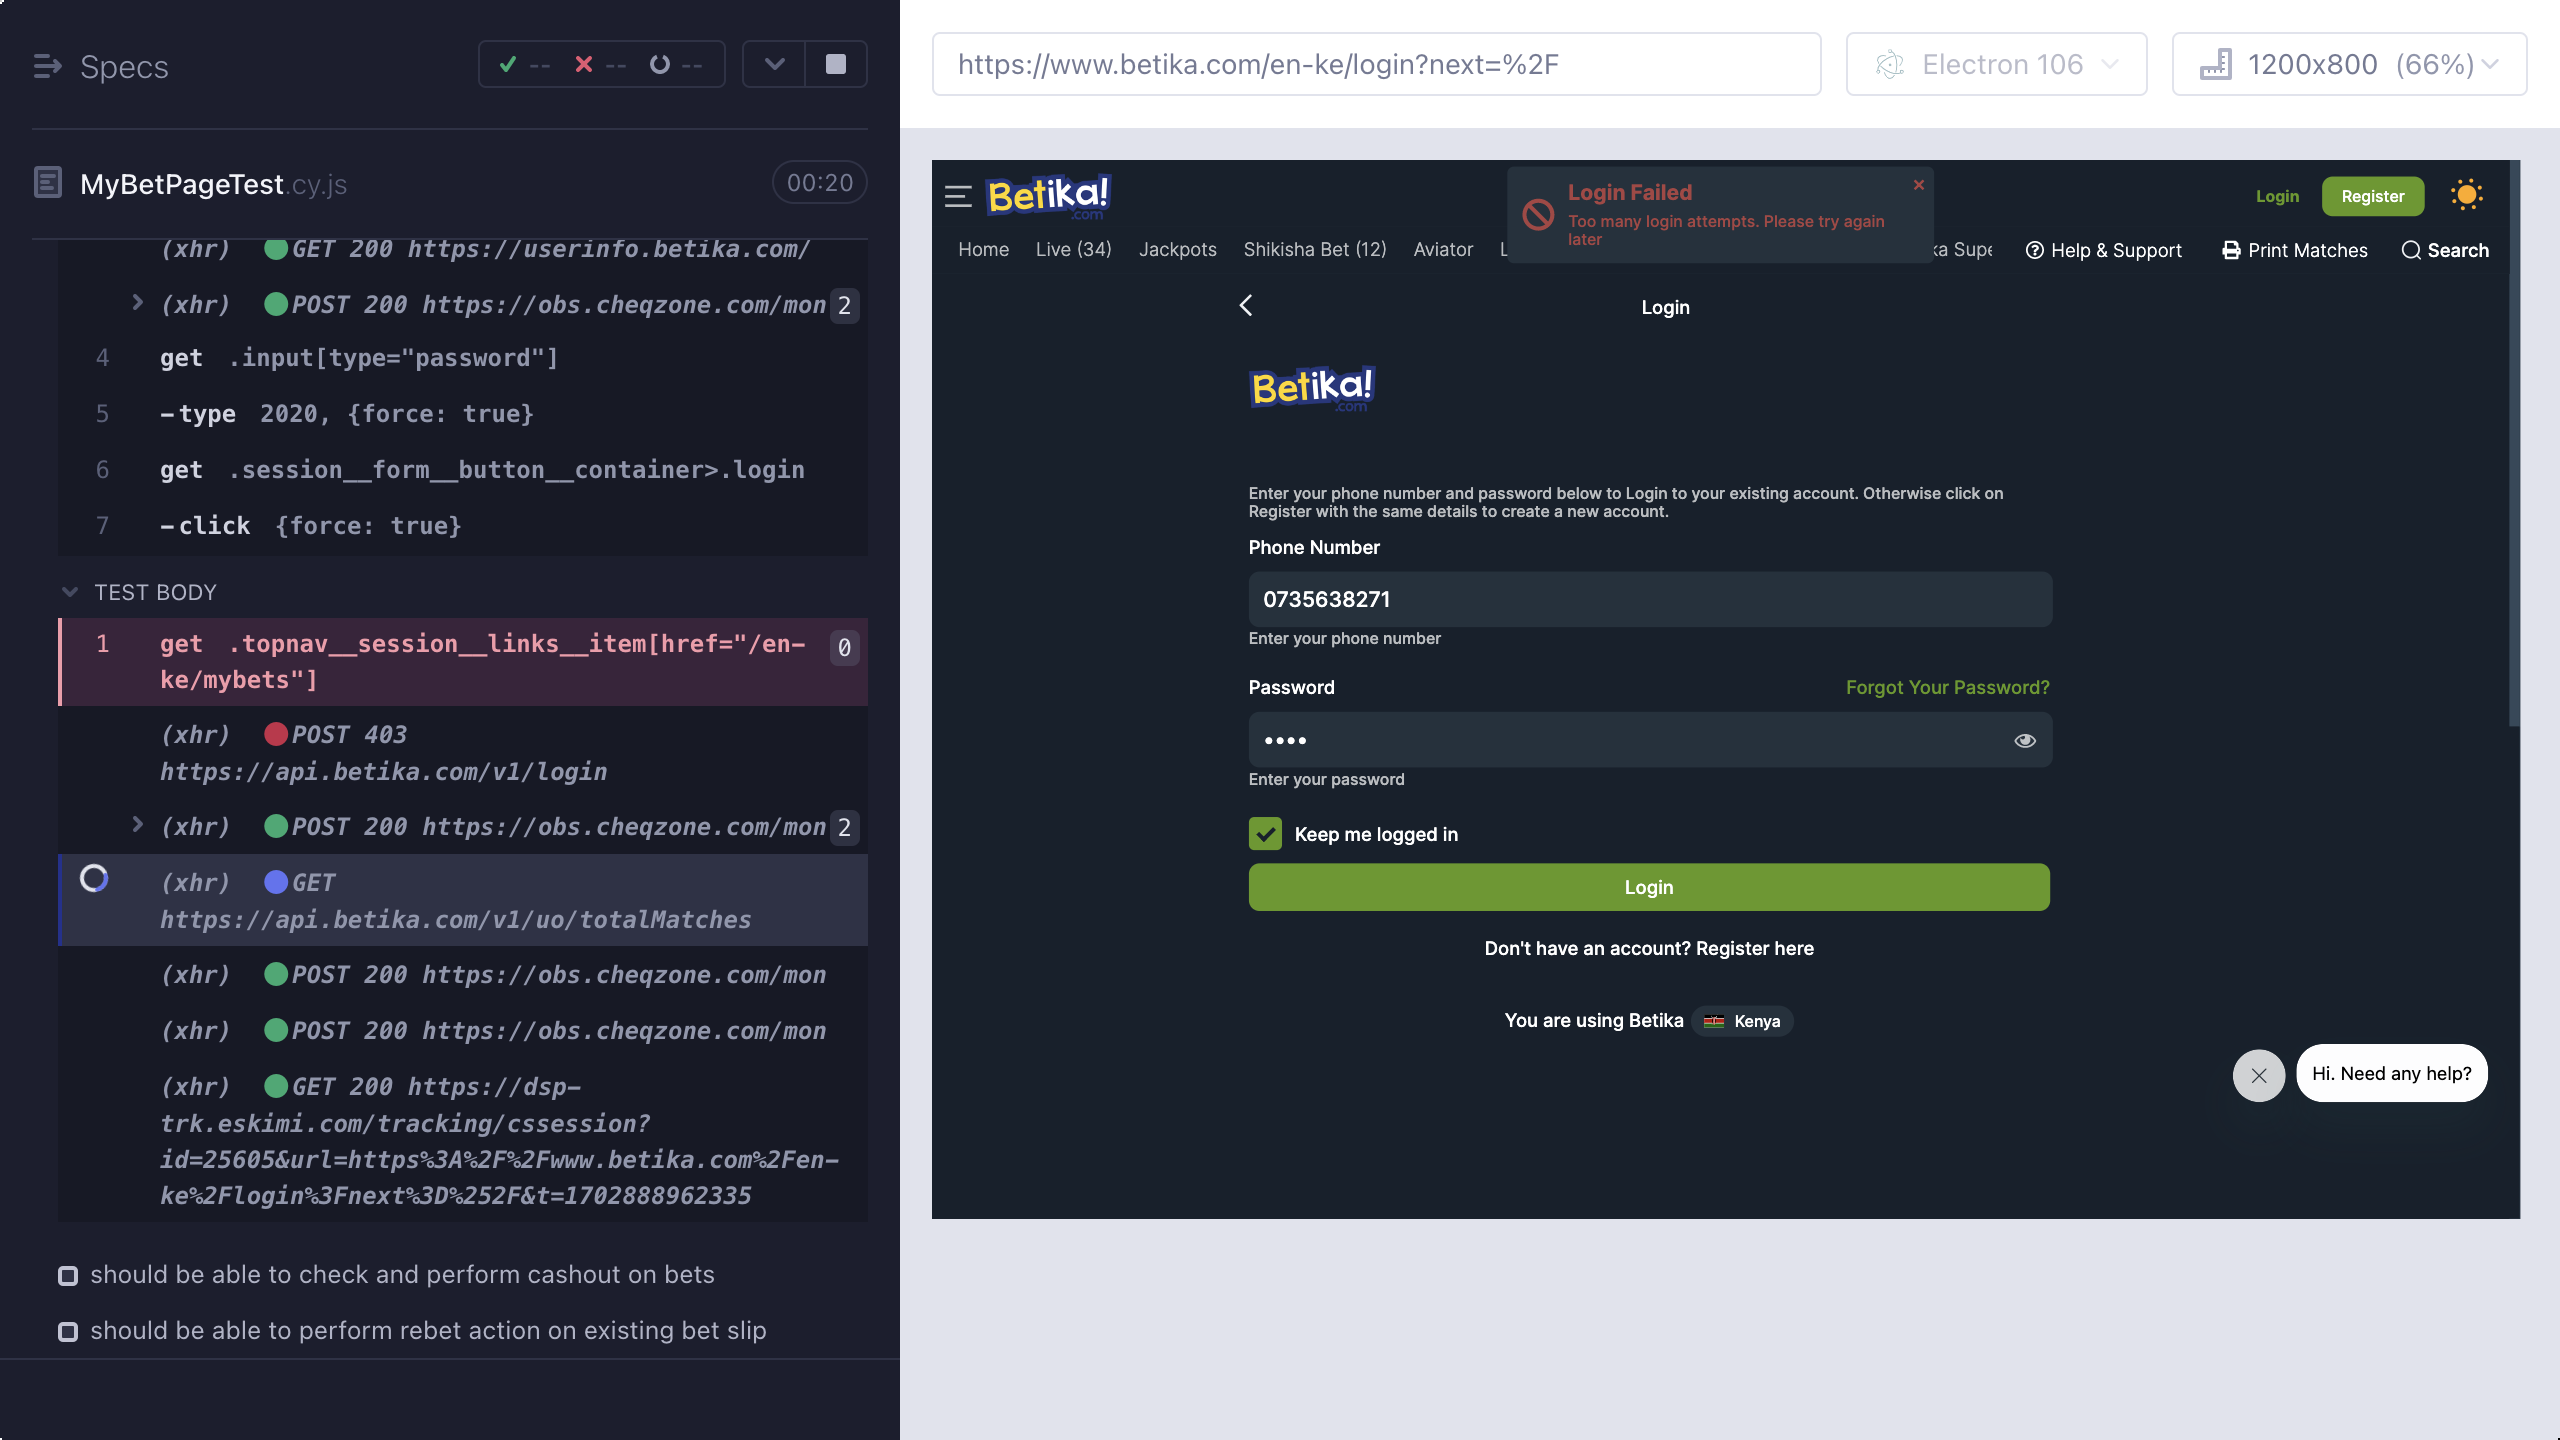 Specs
--
--
--
MyBetPageTest.cy.js
00:20
(xhr) GET 200 https://userinfo.betika.com/
(xhr) POST 200 https://obs.cheqzone.com/mon 2
4 get .input[type="password"]
5 -type 2020, {force: true}
6 get .session__form__button__container>.login
7 -click {force: true}
TEST BODY
1 get .topnav__session__links__item[href="/en-
ke/mybets"] 0
(xhr) POST 403
https://api.betika.com/v1/login
(xhr) POST 200 https://obs.cheqzone.com/mon 2
(xhr) GET
https://api.betika.com/v1/uo/totalMatches
(xhr) POST 200 https://obs.cheqzone.com/mon
(xhr) POST 200 https://obs.cheqzone.com/mon
(xhr) GET 200 https://dsp-
trk.eskimi.com/tracking/cssession?
id=25605&url=https%3A%2F%2Fwww.betika.com%2Fen-
ke%2Flogin%3Fnext%3D%252F&t=1702888962335
should be able to check and perform cashout on bets
should be able to perform rebet action on existing bet slip
https://www.betika.com/en-ke/login?next=%2F
Electron 106
1200x800 (66%)
Betika!
.com
Login Failed
Too many login attempts. Please try again
later
Login
Register
Home Live (34) Jackpots Shikisha Bet (12) Aviator
Help & Support
Print Matches
Search
Login
Betika!
.com
Enter your phone number and password below to Login to your existing account. Otherwise click on
Register with the same details to create a new account.
Phone Number
0735638271
Enter your phone number
Password
Forgot Your Password?
••••
Enter your password
Keep me logged in
Login
Don't have an account? Register here
You are using Betika Kenya
Hi. Need any help?